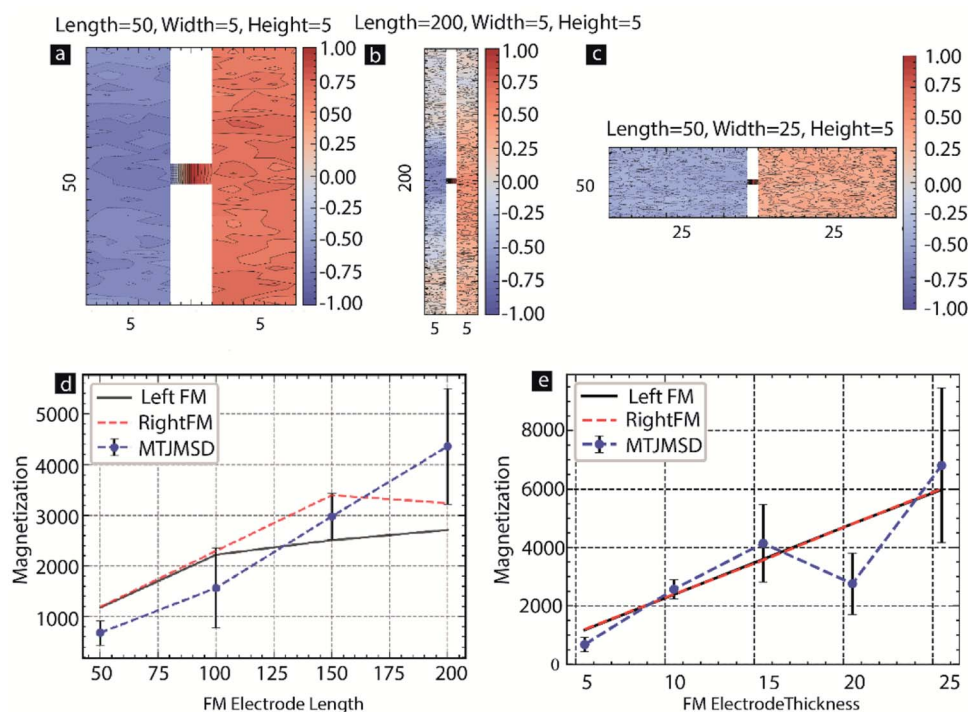 Length=50, Width=5, Height=5
Length=200, Width=5, Height=5
a
50
5
5
1.00
0.75
0.50
0.25
0.00
-0.25
-0.50
-0.75
-1.00
b
200
5
5
1.00
0.75
0.50
0.25
0.00
-0.25
-0.50
-0.75
-1.00
c
Length=50, Width=25, Height=5
50
25
25
1.00
0.75
0.50
0.25
0.00
-0.25
-0.50
-0.75
-1.00
d
Left FM
RightFM
MTJMSD
Magnetization
5000
4000
3000
2000
1000
50 75 100 125 150 175 200
FM Electrode Length
e
Left FM
RightFM
MTJMSD
Magnetization
8000
6000
4000
2000
0
5 10 15 20 25
FM ElectrodeThickness